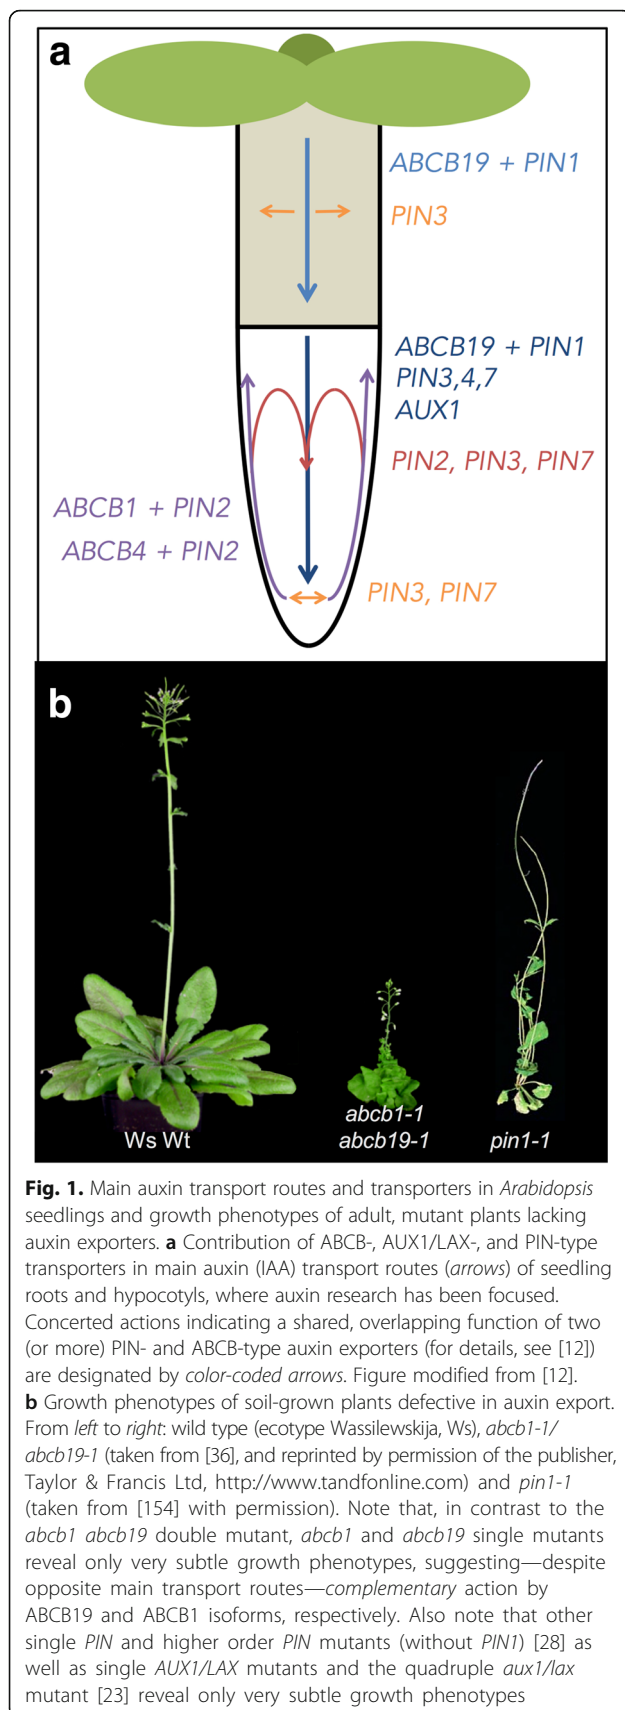 a
ABCB19 + PIN1
PIN3
ABCB19 + PIN1
PIN3,4,7
AUX1
PIN2, PIN3, PIN7
ABCB1 + PIN2
ABCB4 + PIN2
PIN3, PIN7
b
Ws Wt
abcb1-1
abcb19-1
pin1-1
Fig. 1. Main auxin transport routes and transporters in Arabidopsis
seedlings and growth phenotypes of adult, mutant plants lacking
auxin exporters. a Contribution of ABCB-, AUX1/LAX-, and PIN-type
transporters in main auxin (IAA) transport routes (arrows) of seedling
roots and hypocotyls, where auxin research has been focused.
Concerted actions indicating a shared, overlapping function of two
(or more) PIN- and ABCB-type auxin exporters (for details, see [12])
are designated by color-coded arrows. Figure modified from [12].
b Growth phenotypes of soil-grown plants defective in auxin export.
From left to right: wild type (ecotype Wassilewskija, Ws), abcb1-1/
abcb19-1 (taken from [36], and reprinted by permission of the publisher,
Taylor & Francis Ltd, http://www.tandfonline.com) and pin1-1
(taken from [154] with permission). Note that, in contrast to the
abcb1 abcb19 double mutant, abcb1 and abcb19 single mutants
reveal only very subtle growth phenotypes, suggesting—despite
opposite main transport routes—complementary action by
ABCB19 and ABCB1 isoforms, respectively. Also note that other
single PIN and higher order PIN mutants (without PIN1) [28] as
well as single AUX1/LAX mutants and the quadruple aux1/lax
mutant [23] reveal only very subtle growth phenotypes